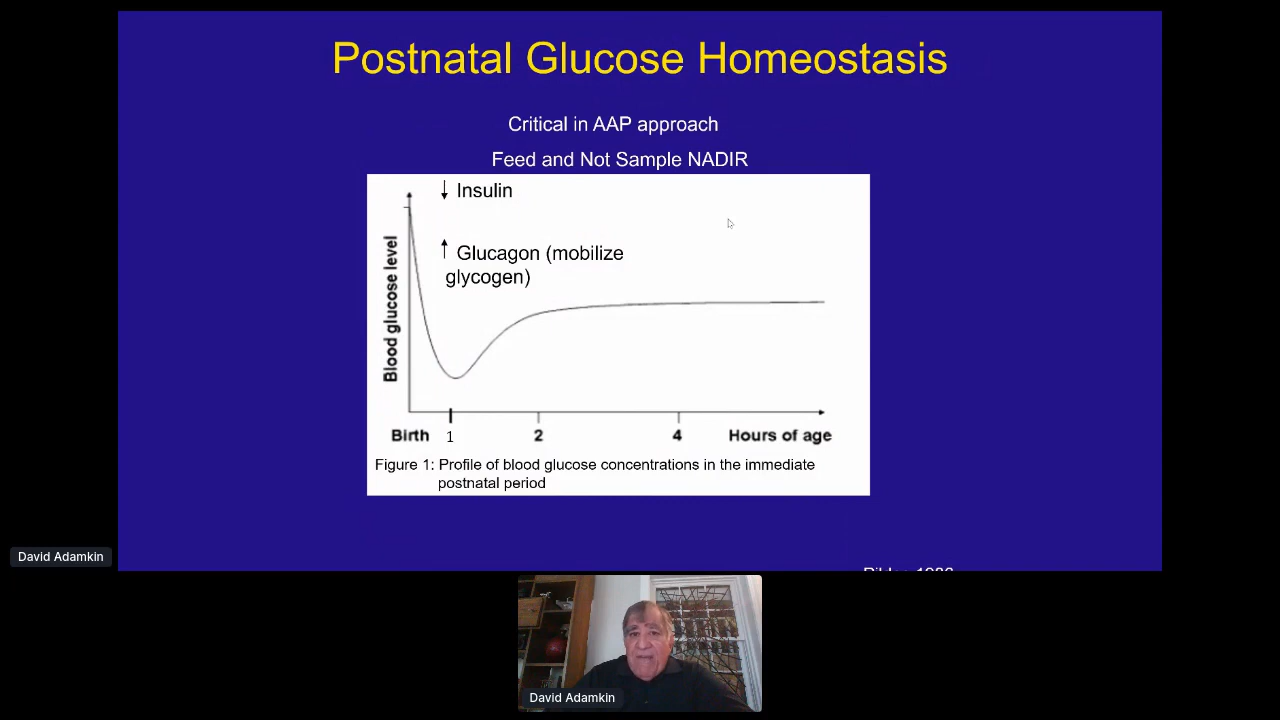 Postnatal Glucose Homeostasis
Critical in AAP approach
Feed and Not Sample NADIR
↓ Insulin
↑ Glucagon (mobilize
glycogen)
Blood glucose level
Birth 1 2 4 Hours of age
Figure 1: Profile of blood glucose concentrations in the immediate
postnatal period
David Adamkin
David Adamkin